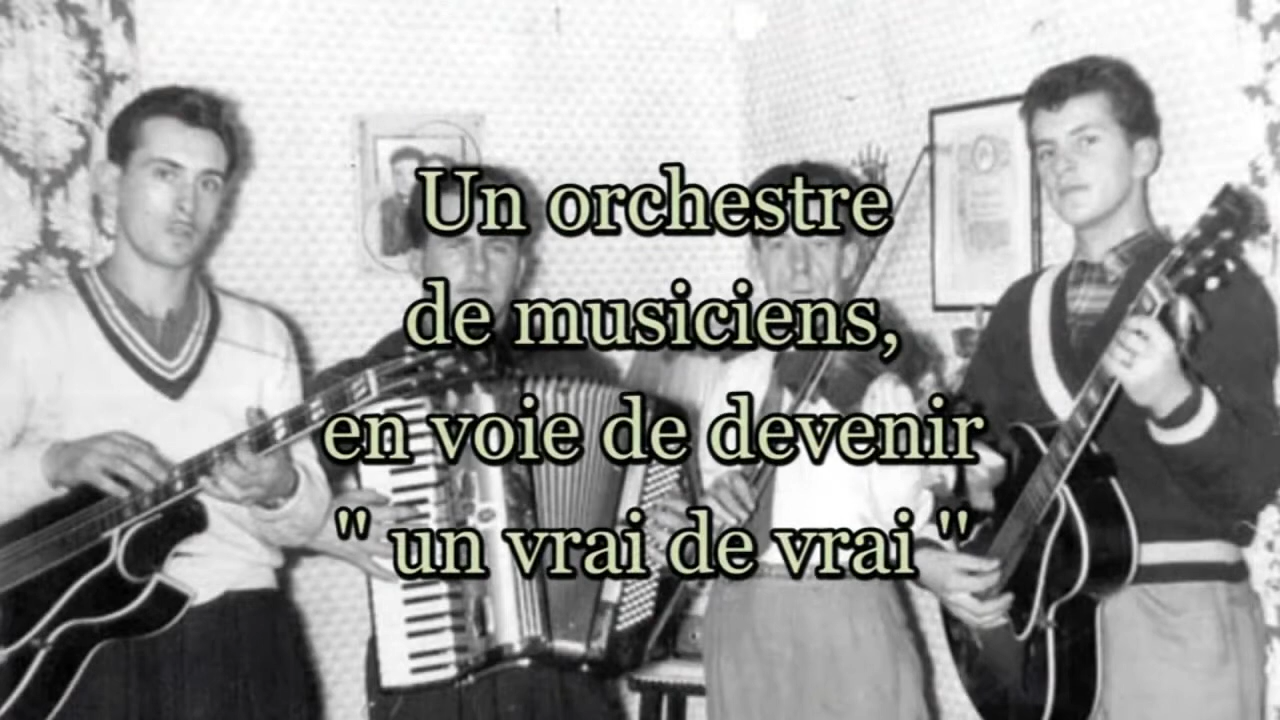 Un orchestre
de musiciens,
en voie de devenir
" un vrai de vrai "